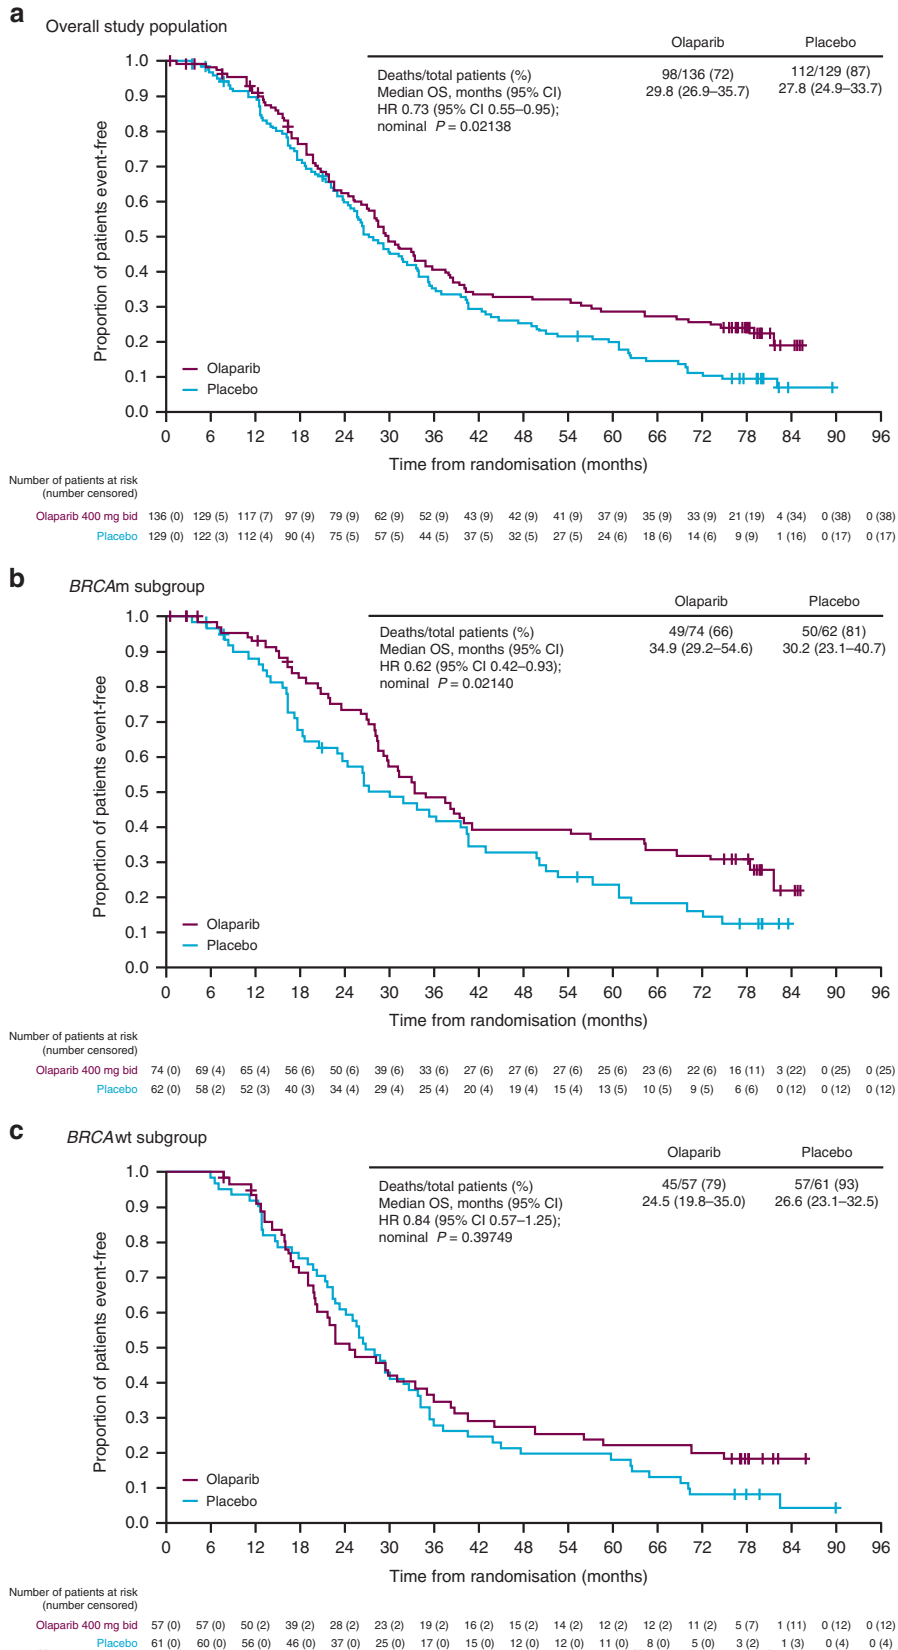 a
Overall study population
Olaparib Placebo
Deaths/total patients (%) 98/136 (72) 112/129 (87)
Median OS, months (95% CI) 29.8 (26.9–35.7) 27.8 (24.9–33.7)
HR 0.73 (95% CI 0.55–0.95);
nominal P = 0.02138
Proportion of patients event-free
1.0
0.9
0.8
0.7
0.6
0.5
0.4
0.3
0.2
0.1
0.0
Olaparib
Placebo
0 6 12 18 24 30 36 42 48 54 60 66 72 78 84 90 96
Time from randomisation (months)
Number of patients at risk
(number censored)
Olaparib 400 mg bid 136 (0) 129 (5) 117 (7) 97 (9) 79 (9) 62 (9) 52 (9) 43 (9) 42 (9) 41 (9) 37 (9) 35 (9) 33 (9) 21 (19) 4 (34) 0 (38) 0 (38)
Placebo 129 (0) 122 (3) 112 (4) 90 (4) 75 (5) 57 (5) 44 (5) 37 (5) 32 (5) 27 (5) 24 (6) 18 (6) 14 (6) 9 (9) 1 (16) 0 (17) 0 (17)
b
BRCAm subgroup
Olaparib Placebo
Deaths/total patients (%) 49/74 (66) 50/62 (81)
Median OS, months (95% CI) 34.9 (29.2–54.6) 30.2 (23.1–40.7)
HR 0.62 (95% CI 0.42–0.93);
nominal P = 0.02140
Proportion of patients event-free
1.0
0.9
0.8
0.7
0.6
0.5
0.4
0.3
0.2
0.1
0.0
Olaparib
Placebo
0 6 12 18 24 30 36 42 48 54 60 66 72 78 84 90 96
Time from randomisation (months)
Number of patients at risk
(number censored)
Olaparib 400 mg bid 74 (0) 69 (4) 65 (4) 56 (6) 50 (6) 39 (6) 33 (6) 27 (6) 27 (6) 27 (6) 25 (6) 23 (6) 22 (6) 16 (11) 3 (22) 0 (25) 0 (25)
Placebo 62 (0) 58 (2) 52 (3) 40 (3) 34 (4) 29 (4) 25 (4) 20 (4) 19 (4) 15 (4) 13 (5) 10 (5) 9 (5) 6 (6) 0 (12) 0 (12) 0 (12)
c
BRCAwt subgroup
Olaparib Placebo
Deaths/total patients (%) 45/57 (79) 57/61 (93)
Median OS, months (95% CI) 24.5 (19.8–35.0) 26.6 (23.1–32.5)
HR 0.84 (95% CI 0.57–1.25);
nominal P = 0.39749
Proportion of patients event-free
1.0
0.9
0.8
0.7
0.6
0.5
0.4
0.3
0.2
0.1
0.0
Olaparib
Placebo
0 6 12 18 24 30 36 42 48 54 60 66 72 78 84 90 96
Time from randomisation (months)
Number of patients at risk
(number censored)
Olaparib 400 mg bid 57 (0) 57 (0) 50 (2) 39 (2) 28 (2) 23 (2) 19 (2) 16 (2) 15 (2) 14 (2) 12 (2) 12 (2) 11 (2) 5 (7) 1 (11) 0 (12) 0 (12)
Placebo 61 (0) 60 (0) 56 (0) 46 (0) 37 (0) 25 (0) 17 (0) 15 (0) 12 (0) 12 (0) 11 (0) 8 (0) 5 (0) 3 (2) 1 (3) 0 (4) 0 (4)